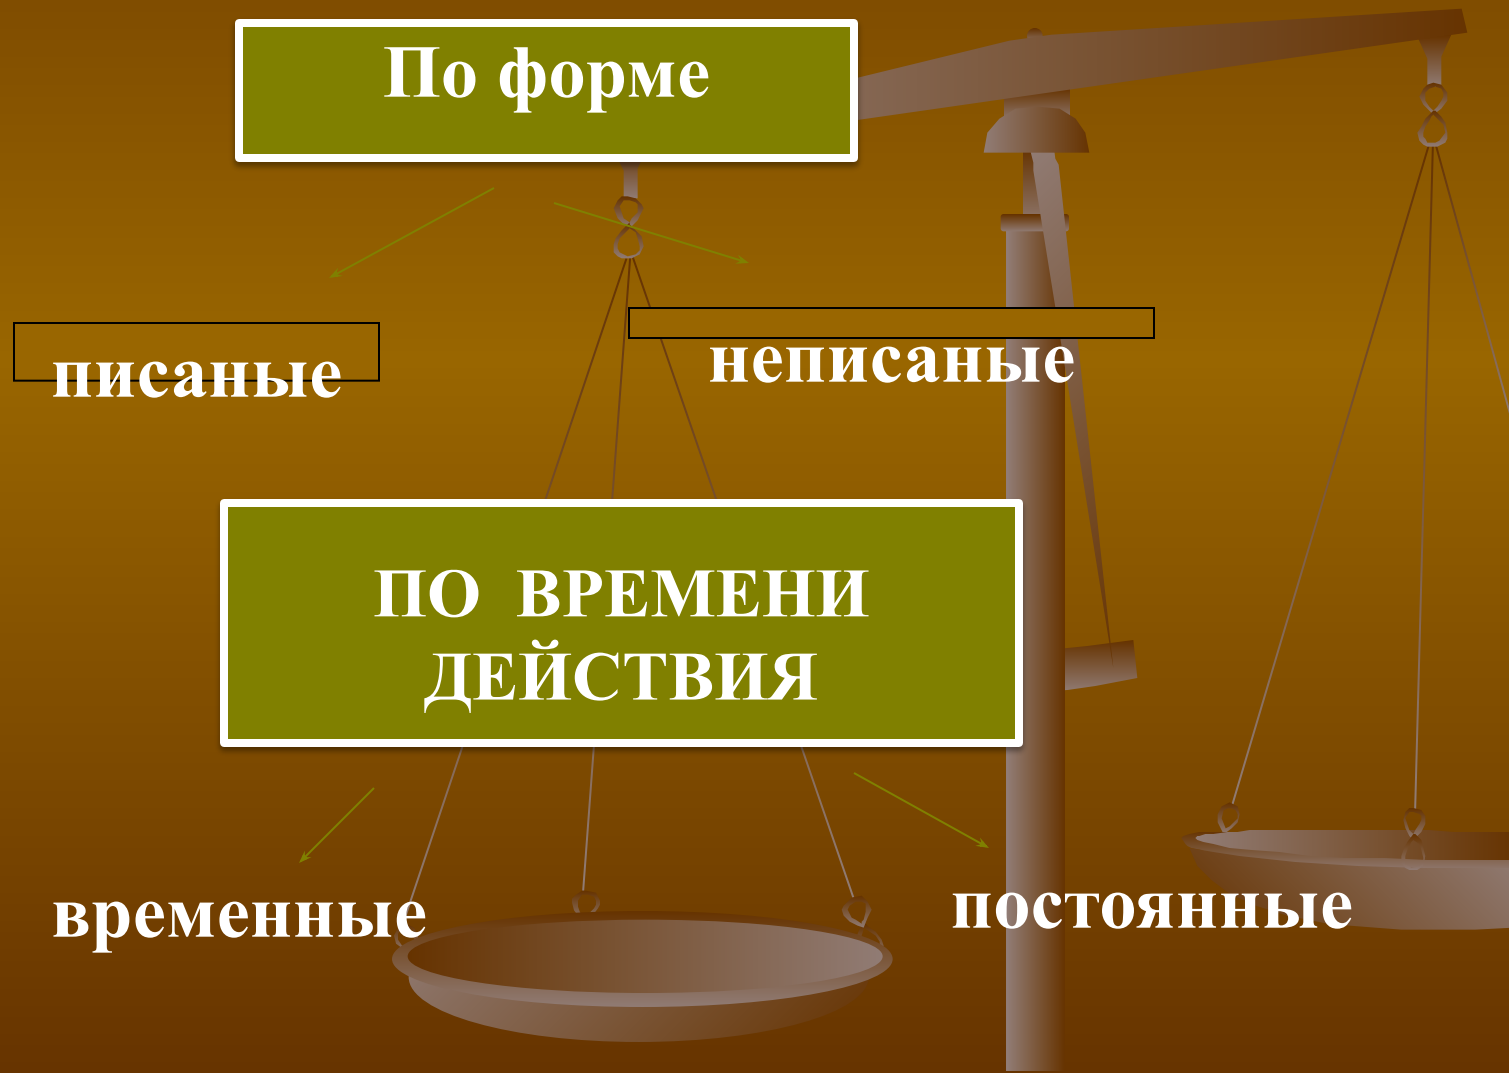 По форме
писаные
неписаные
ПО ВРЕМЕНИ
ДЕЙСТВИЯ
временные
постоянные